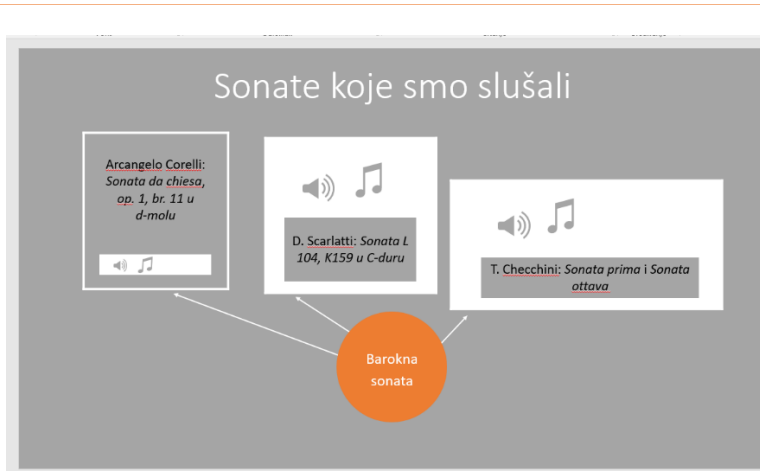 Sonate koje smo slušali
Arcangelo Corelli:
Sonata da chiesa,
op. 1, br. 11 u
d-molu
D. Scarlatti: Sonata L
104, K159 u C-duru
T. Checchini: Sonata prima i Sonata
ottava
Barokna
sonata